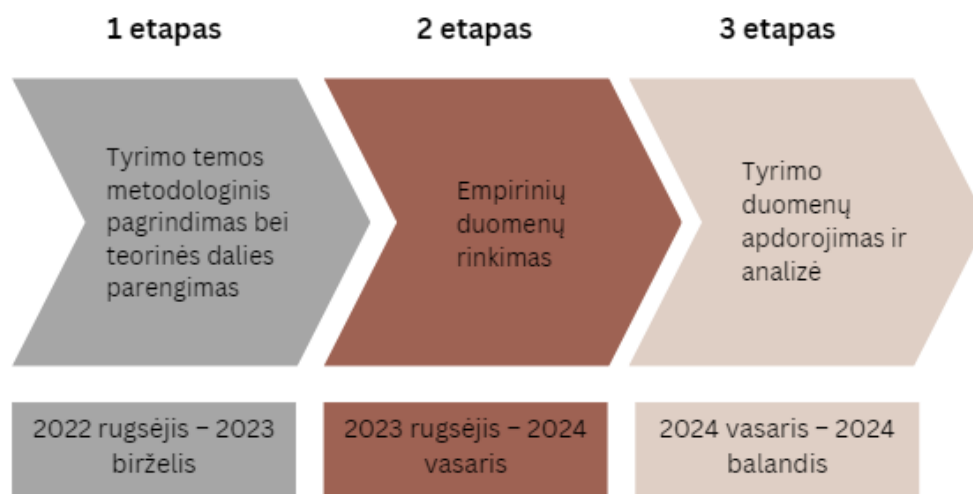 1 etapas
2 etapas
3 etapas
Tyrimo temos
metodologinis
pagrindimas bei
teorinės dalies
parengimas
Empirinių
duomenų
rinkimas
Tyrimo
duomenų
apdorojimas ir
analizė
2022 rugsėjis – 2023
birželis
2023 rugsėjis – 2024
vasaris
2024 vasaris – 2024
balandis